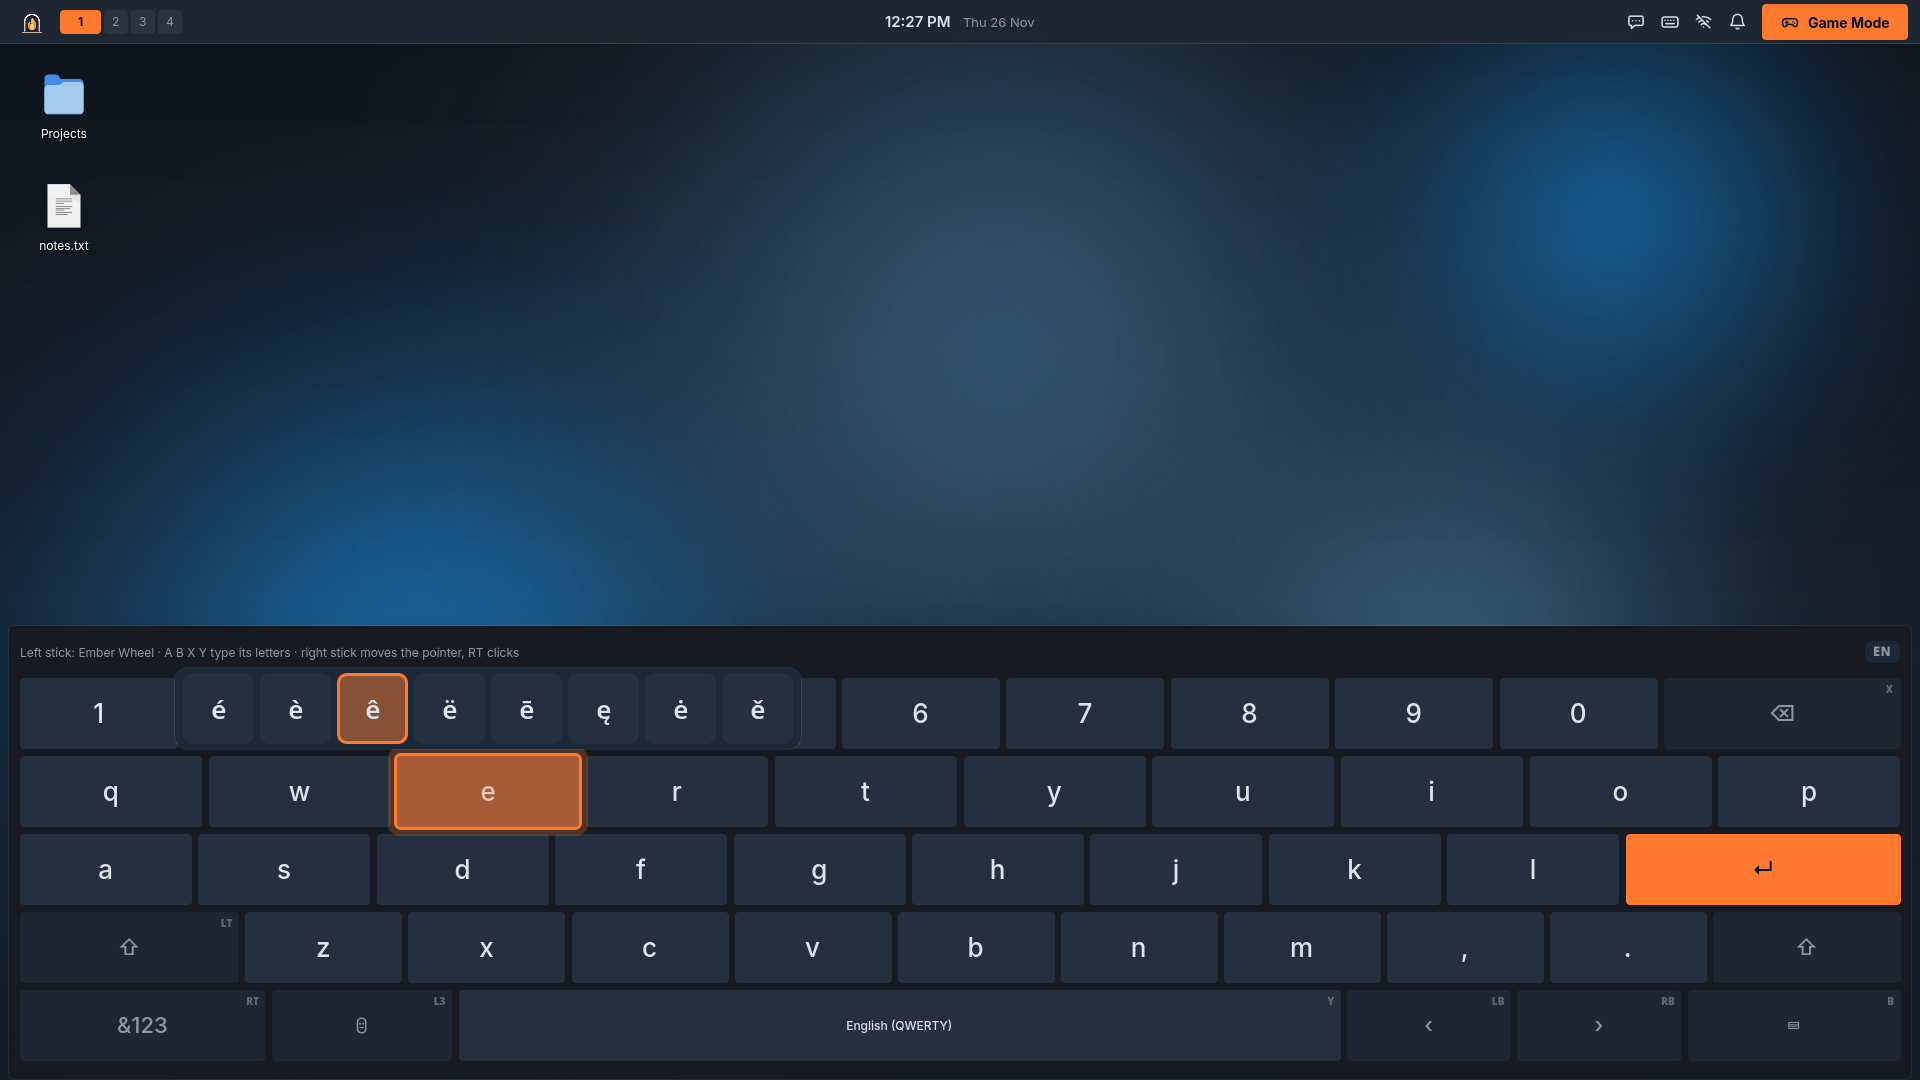 1 2 3 4
12:27 PM Thu 26 Nov
Game Mode
Projects
notes.txt
Left stick: Ember Wheel · A B X Y type its letters · right stick moves the pointer, RT clicks
EN
é è ê ë ē ę ė ě
1 6 7 8 9 0 X
q w e r t y u i o p
a s d f g h j k l
LT z x c v b n m , .
&123 RT L3 English (QWERTY) Y ‹ LB › RB B